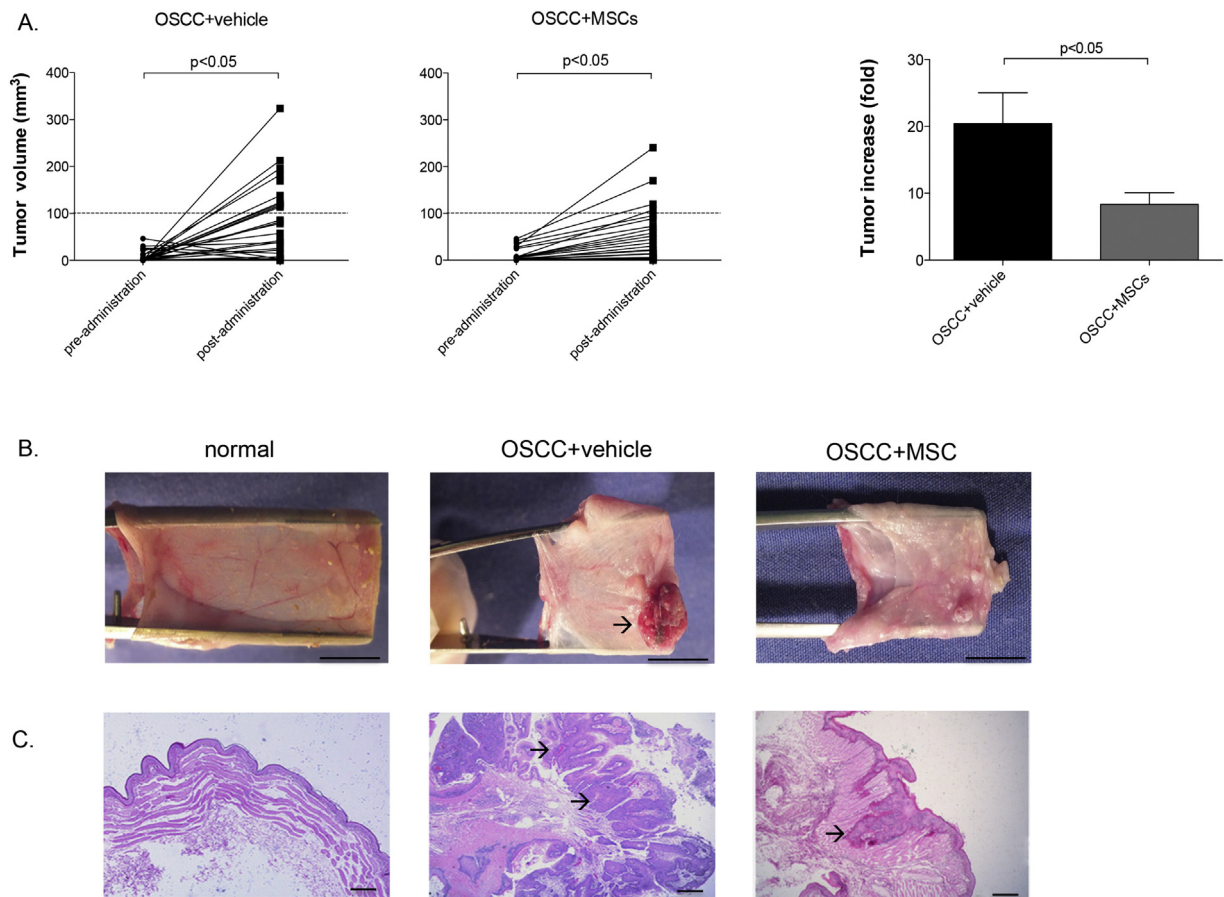 A.
OSCC+vehicle
Tumor volume (mm³)
400
300
200
100
0
p<0.05
pre-administration
post-administration
OSCC+MSCs
400
300
200
100
0
p<0.05
pre-administration
post-administration
Tumor increase (fold)
30
20
10
0
p<0.05
OSCC+vehicle
OSCC+MSCs
B.
normal
OSCC+vehicle
OSCC+MSC
C.